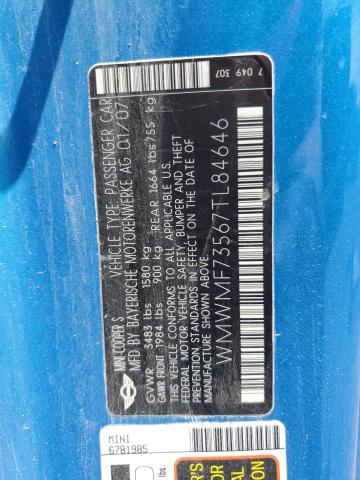 MINI COOPER S
VEHICLE TYPE: PASSENGER CAR
MFD BY BAYERISCHE MOTORENWERKE AG 01/07
GVWR 3483 lbs 1580 kg
GAWR FRONT 1984 lbs 900 kg REAR 1664 lbs 755 kg
THIS VEHICLE CONFORMS TO ALL APPLICABLE U.S.
FEDERAL MOTOR VEHICLE SAFETY, BUMPER AND THEFT
PREVENTION STANDARDS IN EFFECT ON THE DATE OF
MANUFACTURE SHOWN ABOVE.
WMWMF73567TL84646
7 049 307
MINI
6781985
lbs.